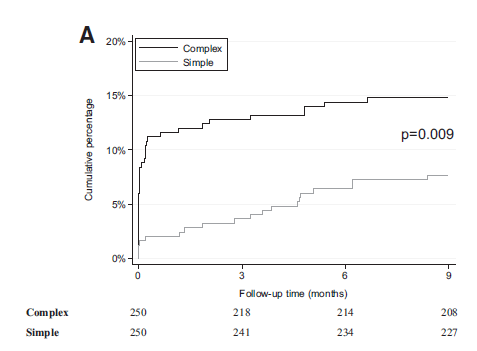 A
20%
Complex
Simple
15%
p=0.009
10%
5%
0%
Cumulative percentage
0 3 6 9
Follow-up time (months)
Complex 250 218 214 208
Simple 250 241 234 227